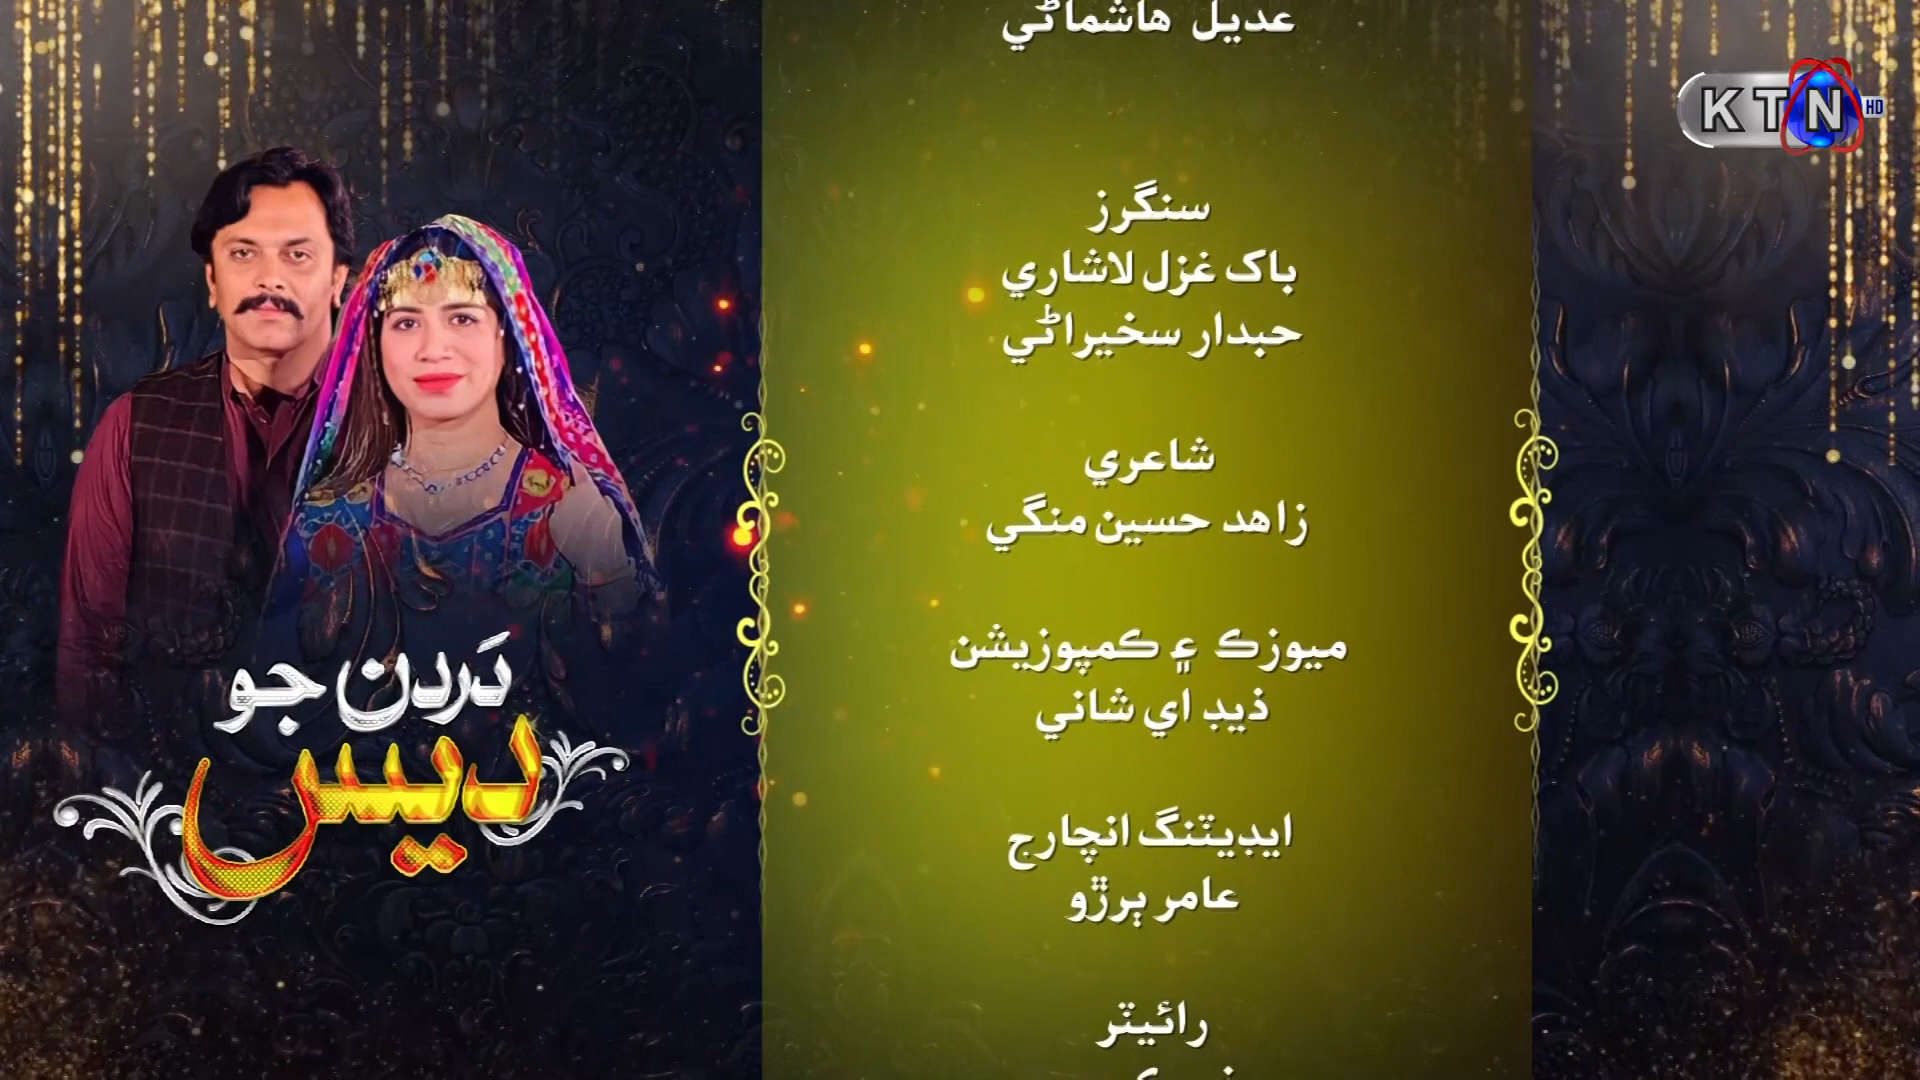 عديل هاشماڻي
KTN HD
سنگرز
باک غزل لاشاري
حبدار سخيراڻي
شاعري
زاهد حسين منگي
ميوزڪ ۽ ڪمپوزيشن
ذيب اي شاني
ايڊيٽنگ انچارج
عامر ٻرڙو
رائيٽر
دَردن جو
ديس